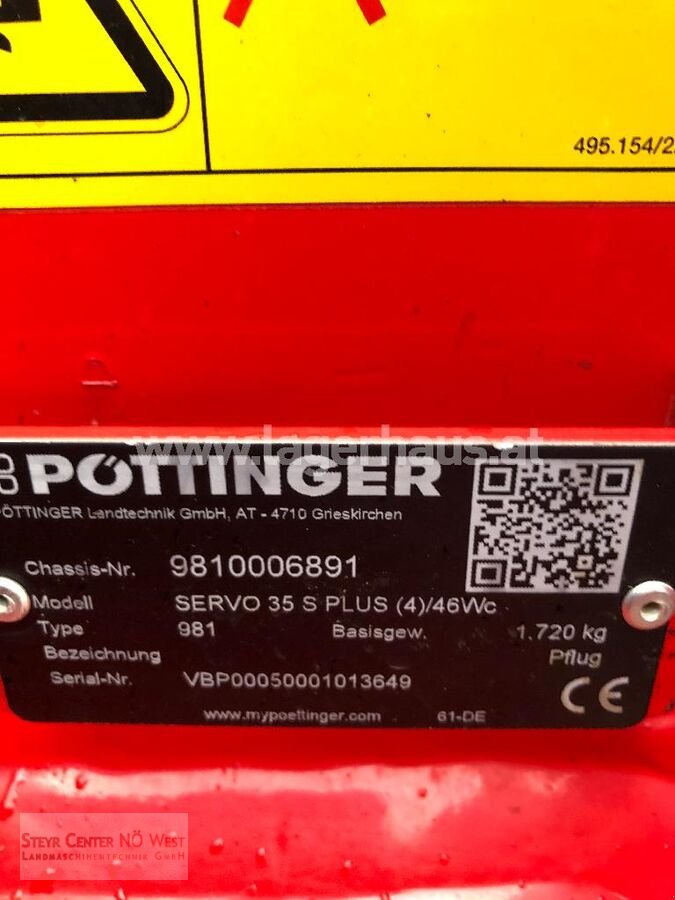 495.154/2
www.lagerhaus.at
PÖTTINGER
PÖTTINGER Landtechnik GmbH, AT - 4710 Grieskirchen
Chassis-Nr. 9810006891
Modell SERVO 35 S PLUS (4)/46Wc
Type 981 Basisgew. 1.720 kg
Bezeichnung Pflug
Serial-Nr. VBP00050001013649
CE
www.mypoettinger.com 61-DE
STEYR CENTER NÖ WEST
LANDMASCHINENTECHNIK GMBH